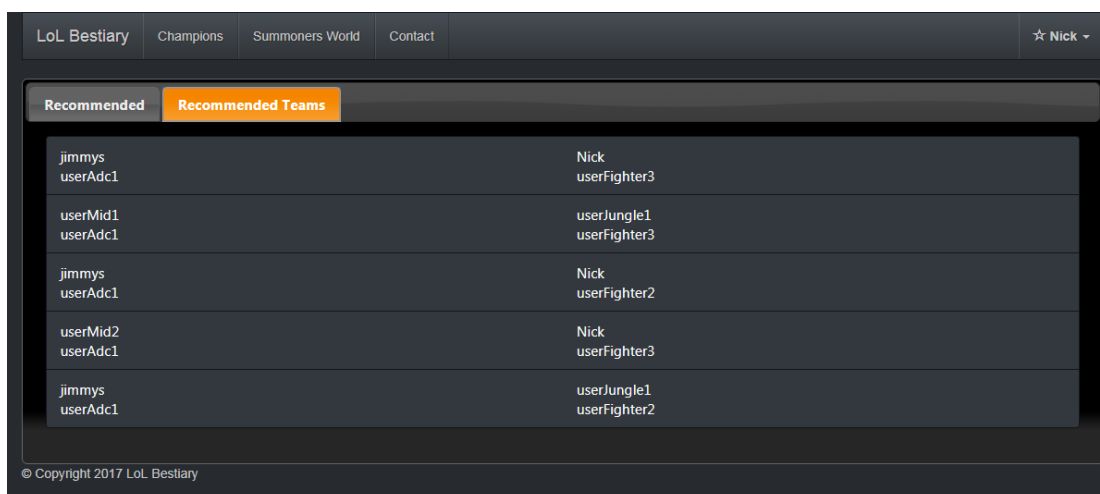 LoL Bestiary Champions Summoners World Contact ☆ Nick
Recommended Recommended Teams
jimmys Nick
userAdc1 userFighter3
userMid1 userJungle1
userAdc1 userFighter3
jimmys Nick
userAdc1 userFighter2
userMid2 Nick
userAdc1 userFighter3
jimmys userJungle1
userAdc1 userFighter2
© Copyright 2017 LoL Bestiary